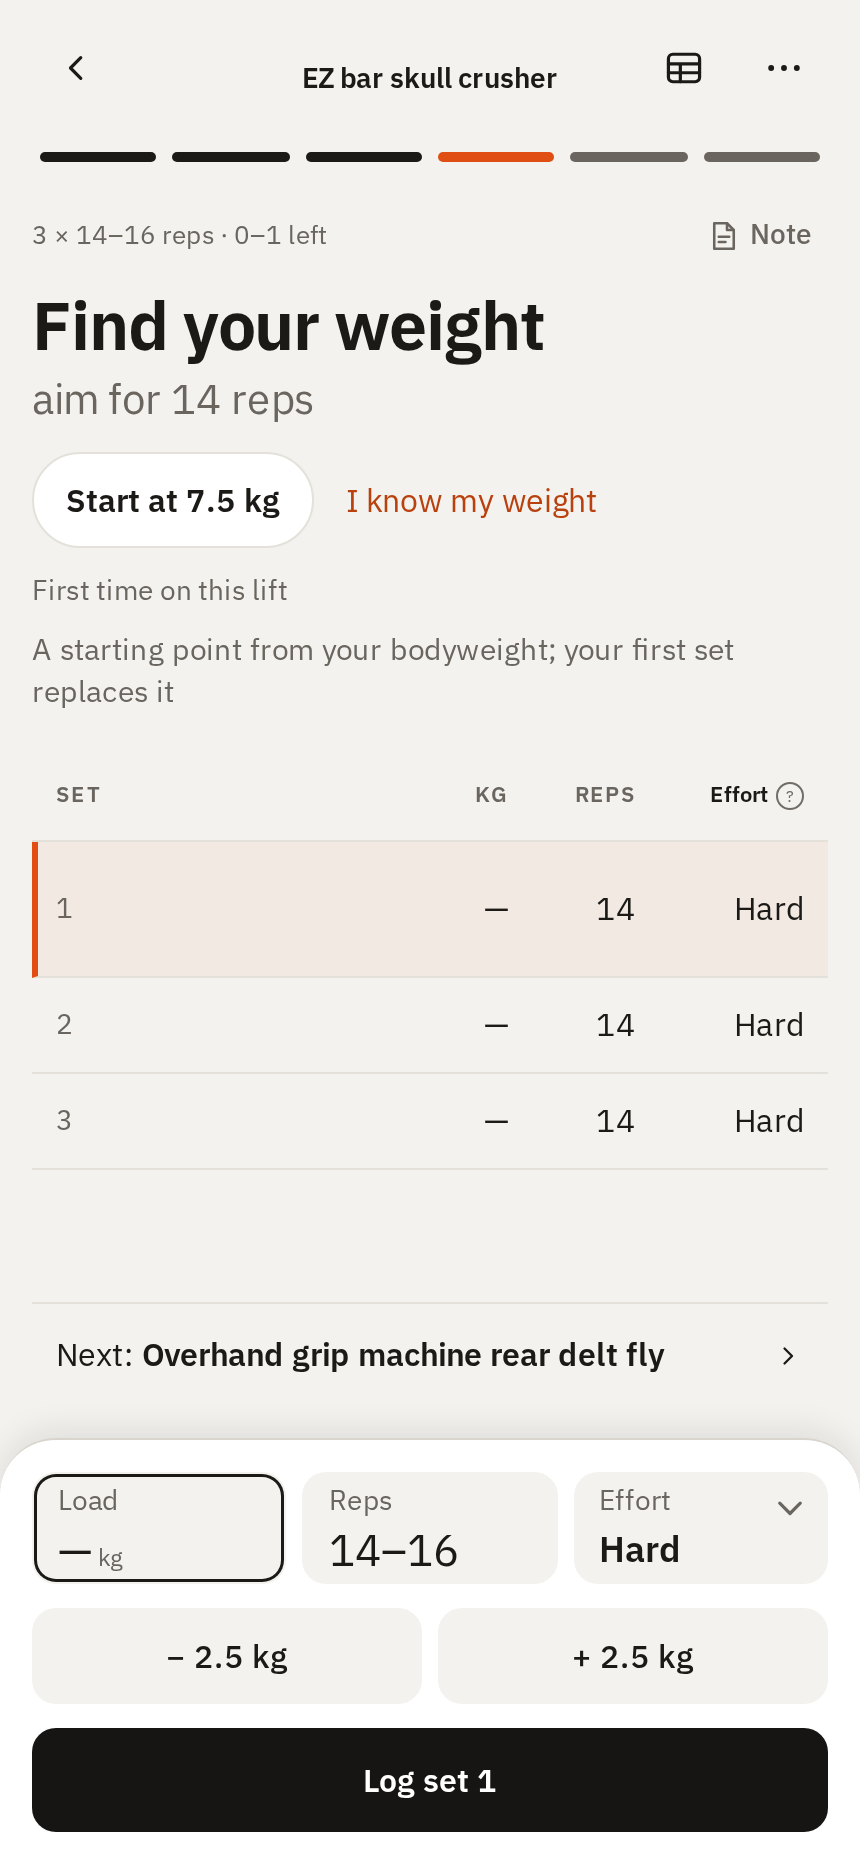 EZ bar skull crusher
3 × 14–16 reps · 0–1 left
Note
Find your weight
aim for 14 reps
Start at 7.5 kg
I know my weight
First time on this lift
A starting point from your bodyweight; your first set
replaces it
SET KG REPS Effort ?
1 — 14 Hard
2 — 14 Hard
3 — 14 Hard
Next: Overhand grip machine rear delt fly
Load Reps Effort
— kg 14–16 Hard
− 2.5 kg + 2.5 kg
Log set 1